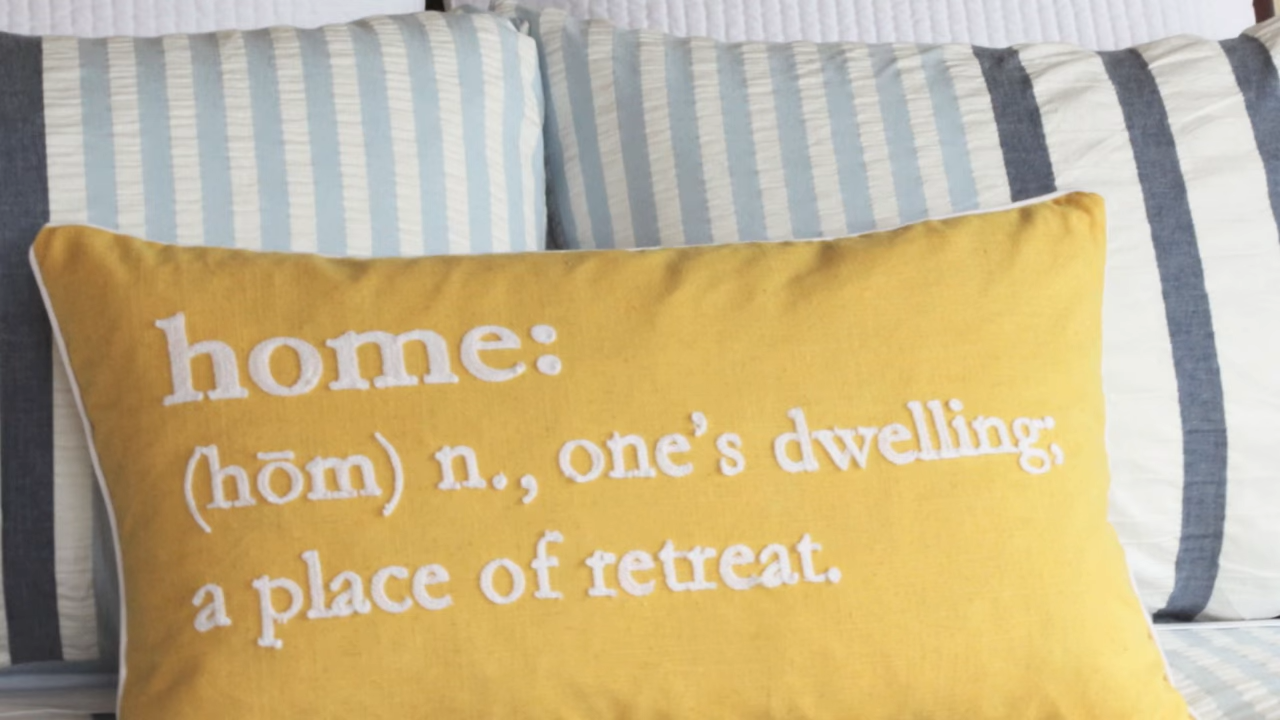 home:
(hōm) n., one's dwelling;
a place of retreat.